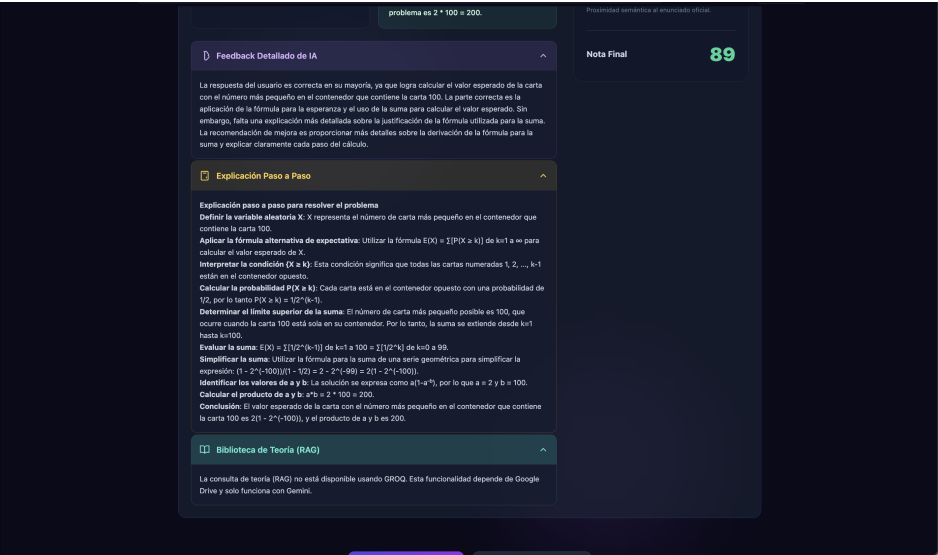 problema es 2 * 100 = 200.
Proximidad semántica al enunciado oficial.
Feedback Detallado de IA
Nota Final 89
La respuesta del usuario es correcta en su mayoría, ya que logra calcular el valor esperado de la carta
con el número más pequeño en el contenedor que contiene la carta 100. La parte correcta es la
aplicación de la fórmula para la esperanza y el uso de la suma para calcular el valor esperado. Sin
embargo, falta una explicación más detallada sobre la justificación de la fórmula utilizada para la suma.
La recomendación de mejora es proporcionar más detalles sobre la derivación de la fórmula para la
suma y explicar claramente cada paso del cálculo.
Explicación Paso a Paso
Explicación paso a paso para resolver el problema
Definir la variable aleatoria X: X representa el número de carta más pequeño en el contenedor que
contiene la carta 100.
Aplicar la fórmula alternativa de expectativa: Utilizar la fórmula E(X) = ∑[P(X ≥ k)] de k=1 a ∞ para
calcular el valor esperado de X.
Interpretar la condición {X ≥ k}: Esta condición significa que todas las cartas numeradas 1, 2, ..., k-1
están en el contenedor opuesto.
Calcular la probabilidad P(X ≥ k): Cada carta está en el contenedor opuesto con una probabilidad de
1/2, por lo tanto P(X ≥ k) = 1/2^(k-1).
Determinar el límite superior de la suma: El número de carta más pequeño posible es 100, que
ocurre cuando la carta 100 está sola en su contenedor. Por lo tanto, la suma se extiende desde k=1
hasta k=100.
Evaluar la suma: E(X) = ∑[1/2^(k-1)] de k=1 a 100 = ∑[1/2^k] de k=0 a 99.
Simplificar la suma: Utilizar la fórmula para la suma de una serie geométrica para simplificar la
expresión: (1 - 2^(-100))/(1 - 1/2) = 2 - 2^(-99) = 2(1 - 2^(-100)).
Identificar los valores de a y b: La solución se expresa como a(1-a⁻ᵇ), por lo que a = 2 y b = 100.
Calcular el producto de a y b: a*b = 2 * 100 = 200.
Conclusión: El valor esperado de la carta con el número más pequeño en el contenedor que contiene
la carta 100 es 2(1 - 2^(-100)), y el producto de a y b es 200.
Biblioteca de Teoría (RAG)
La consulta de teoría (RAG) no está disponible usando GROQ. Esta funcionalidad depende de Google
Drive y solo funciona con Gemini.